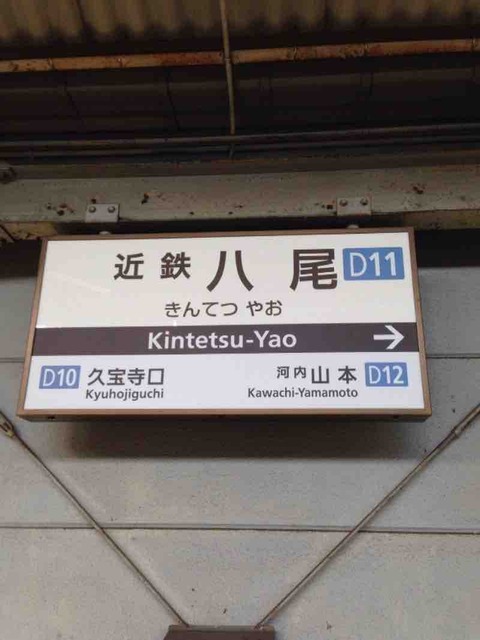 近鉄八尾 D11
きんてつ やお
Kintetsu-Yao →
D10 久宝寺口 河内山本 D12
Kyuhojiguchi Kawachi-Yamamoto